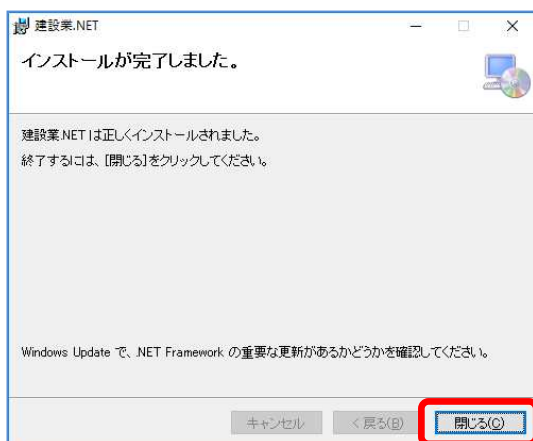 建設業.NET
インストールが完了しました。
建設業.NET は正しくインストールされました。
終了するには、[閉じる]をクリックしてください。
Windows Update で、.NET Framework の重要な更新があるかどうかを確認してください。
キャンセル < 戻る(B) 閉じる(C)